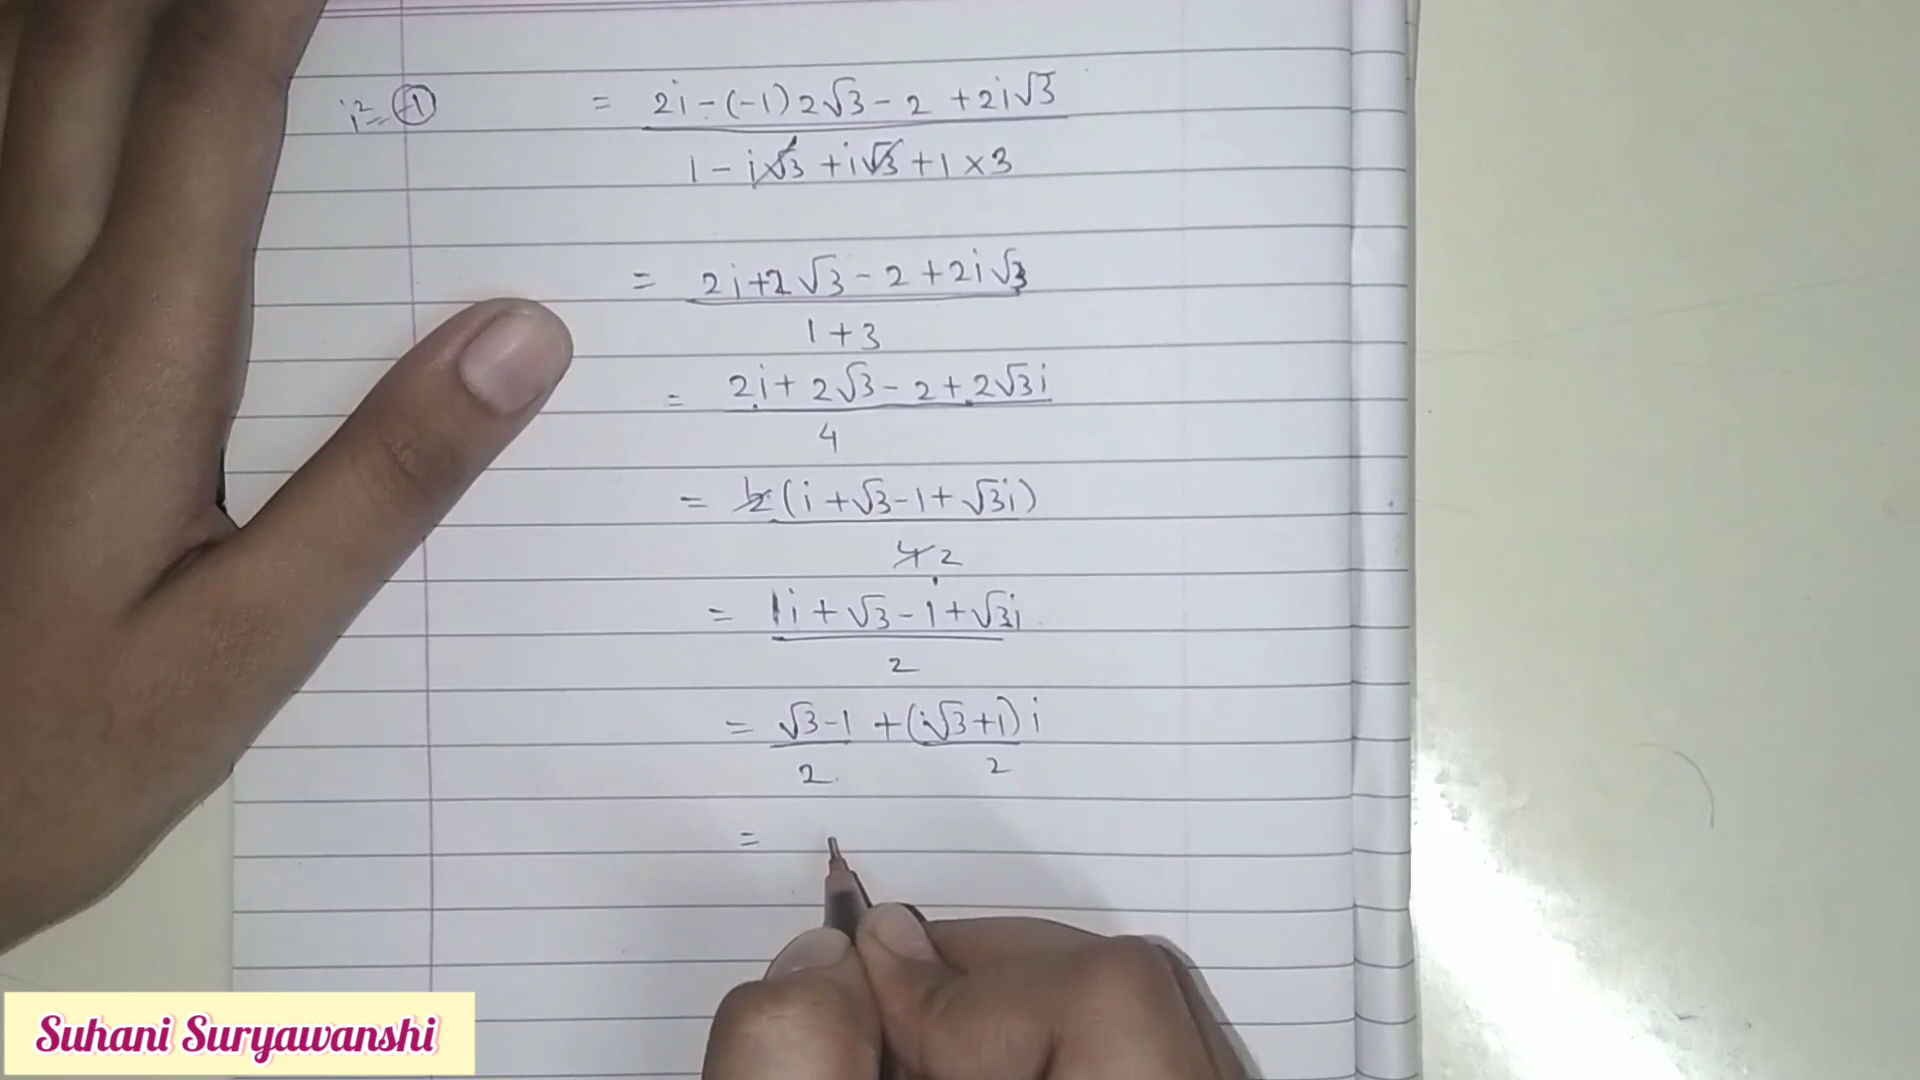 i² = -1
= 2i - (-1) 2√3 - 2 + 2i√3
1 - i√3 + i√3 + 1 × 3
= 2i + 2√3 - 2 + 2i√3
1 + 3
= 2i + 2√3 - 2 + 2√3i
4
= 2 (i + √3 - 1 + √3i)
4 2
= 1i + √3 - 1 + √3i
2
= √3 - 1 + (√3 + 1) i
2 2
=
Suhani Suryawanshi